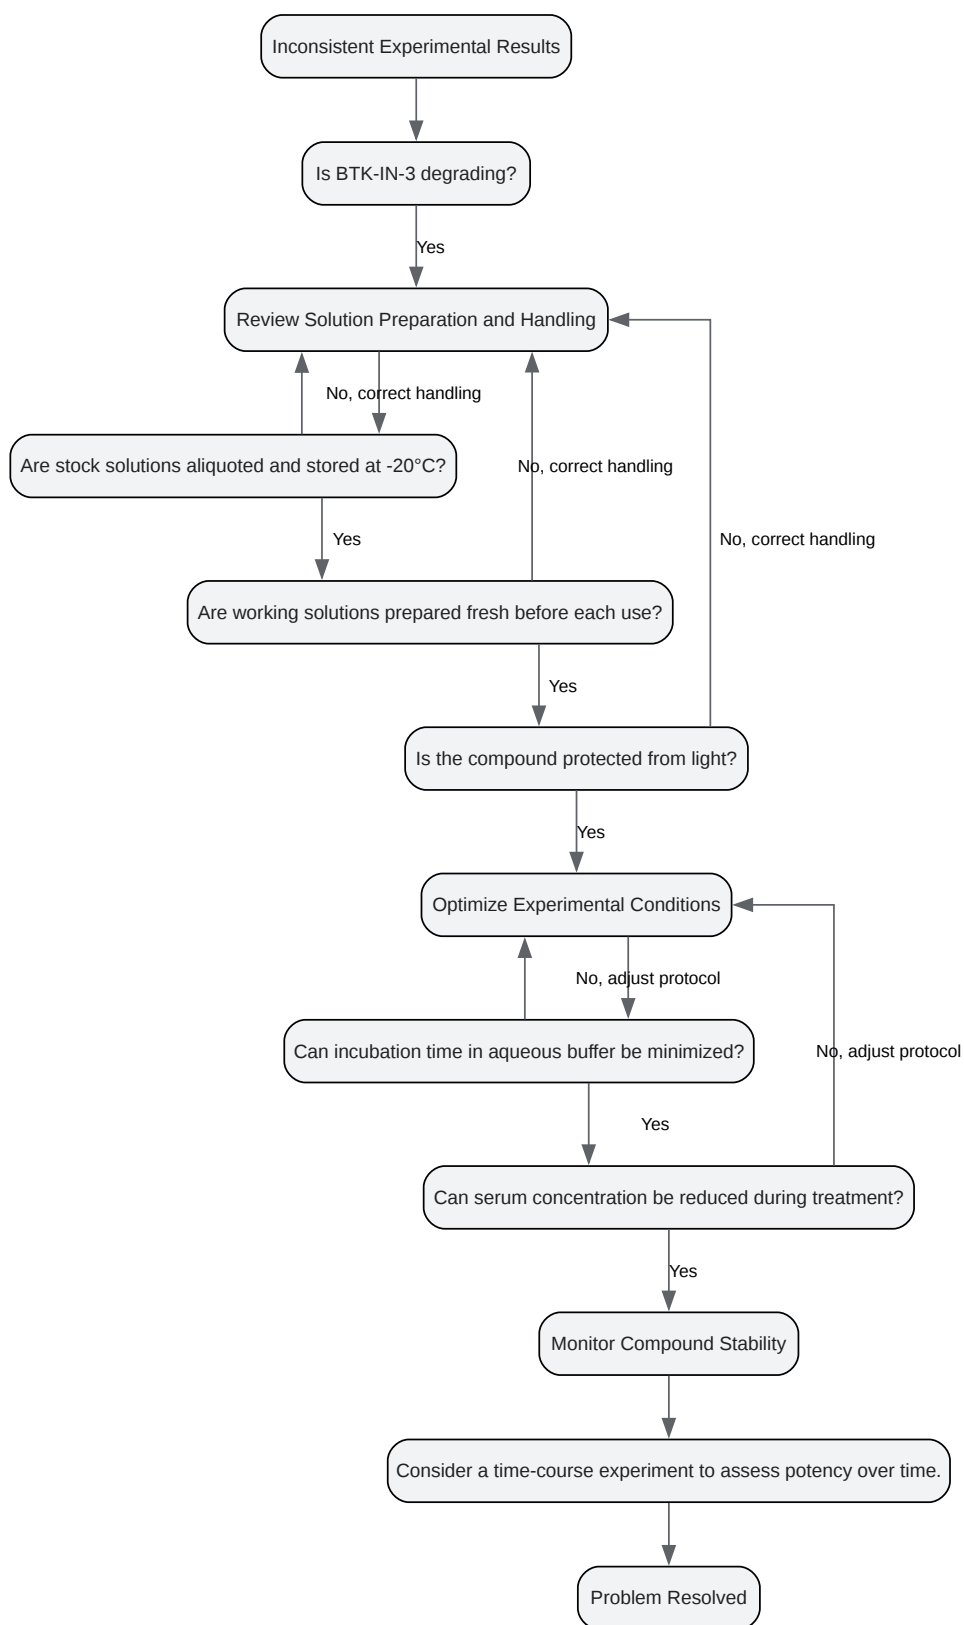 Inconsistent Experimental Results
Is BTK-IN-3 degrading?
Yes
Review Solution Preparation and Handling
No, correct handling
Are stock solutions aliquoted and stored at -20°C?
No, correct handling
Yes
No, correct handling
Are working solutions prepared fresh before each use?
Yes
Is the compound protected from light?
Yes
Optimize Experimental Conditions
No, adjust protocol
Can incubation time in aqueous buffer be minimized?
No, adjust protocol
Yes
Can serum concentration be reduced during treatment?
Yes
Monitor Compound Stability
Consider a time-course experiment to assess potency over time.
Problem Resolved